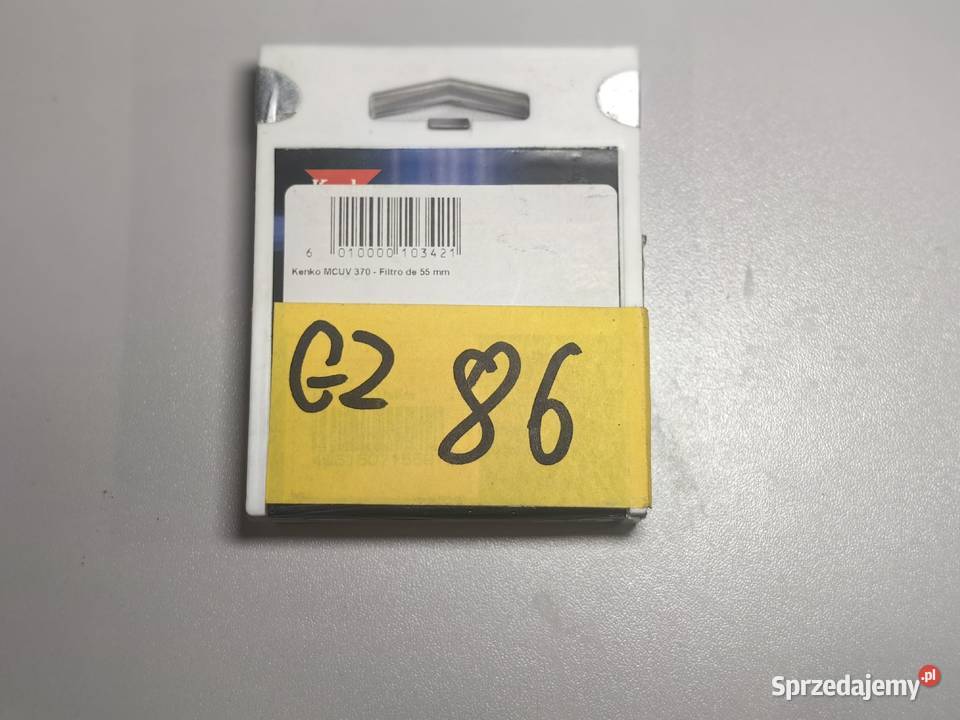 6 010000 103421
Kenko MCUV 370 - Filtro de 55 mm
G2 86
Sprzedajemy.pl